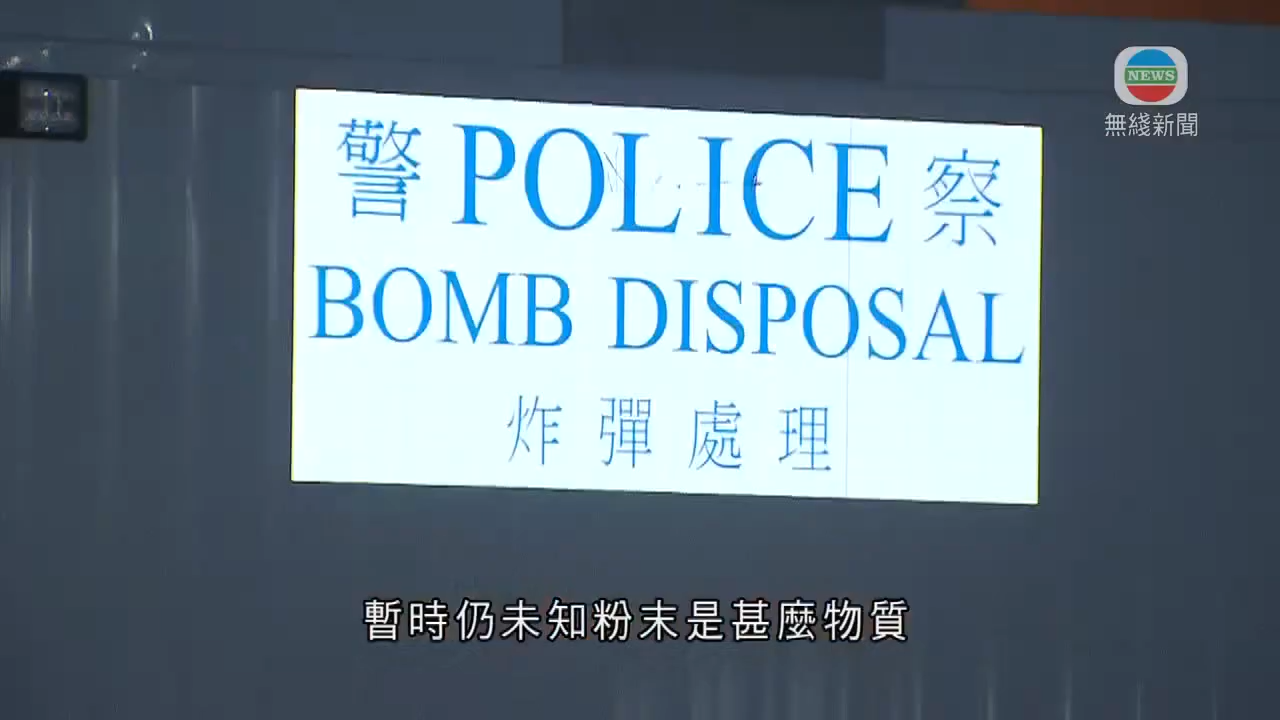 NEWS
無綫新聞
警 POLICE 察
BOMB DISPOSAL
炸彈處理
暫時仍未知粉末是甚麼物質